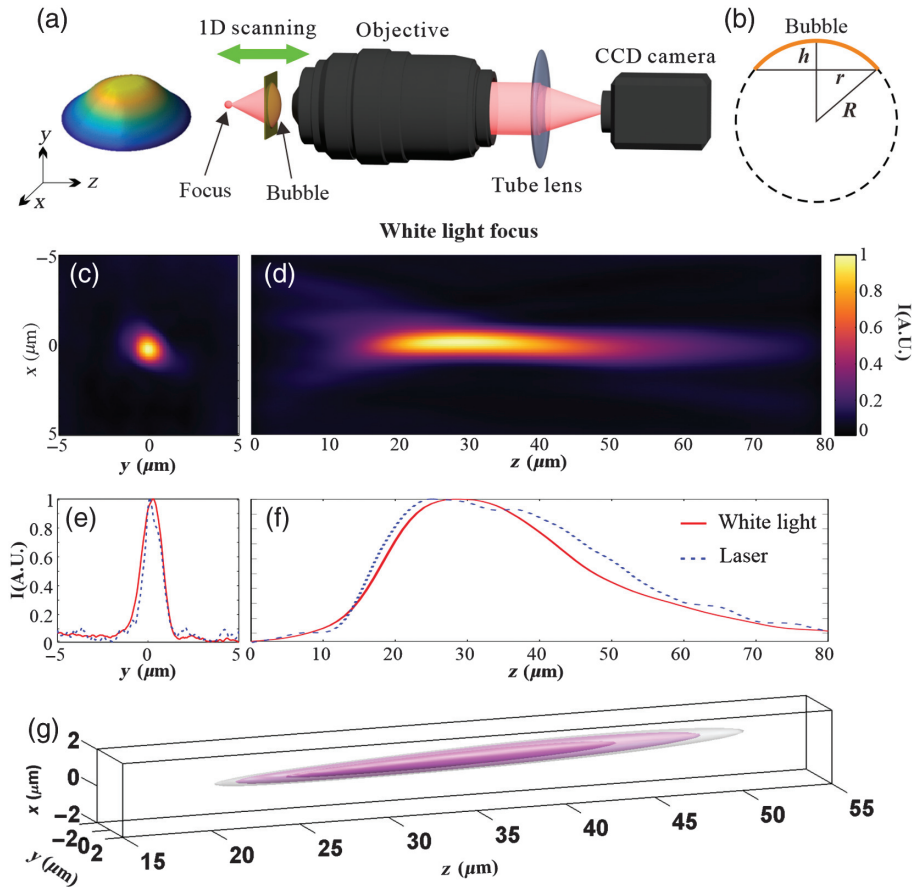 (a)
1D scanning
Objective
CCD camera
Focus
Bubble
Tube lens
y
z
x
(b)
Bubble
h
r
R
White light focus
(c)
(d)
−5
0
5
x (μm)
−5
0
5
y (μm)
0
10
20
30
40
50
60
70
80
z (μm)
1
0.8
0.6
0.4
0.2
0
I(A.U.)
(e)
(f)
1
0.8
0.6
0.4
0.2
0
I(A.U.)
−5
0
5
y (μm)
White light
Laser
0
10
20
30
40
50
60
70
80
z (μm)
(g)
2
0
−2
x (μm)
−2
0
2
y (μm)
15
20
25
30
35
40
45
50
55
z (μm)